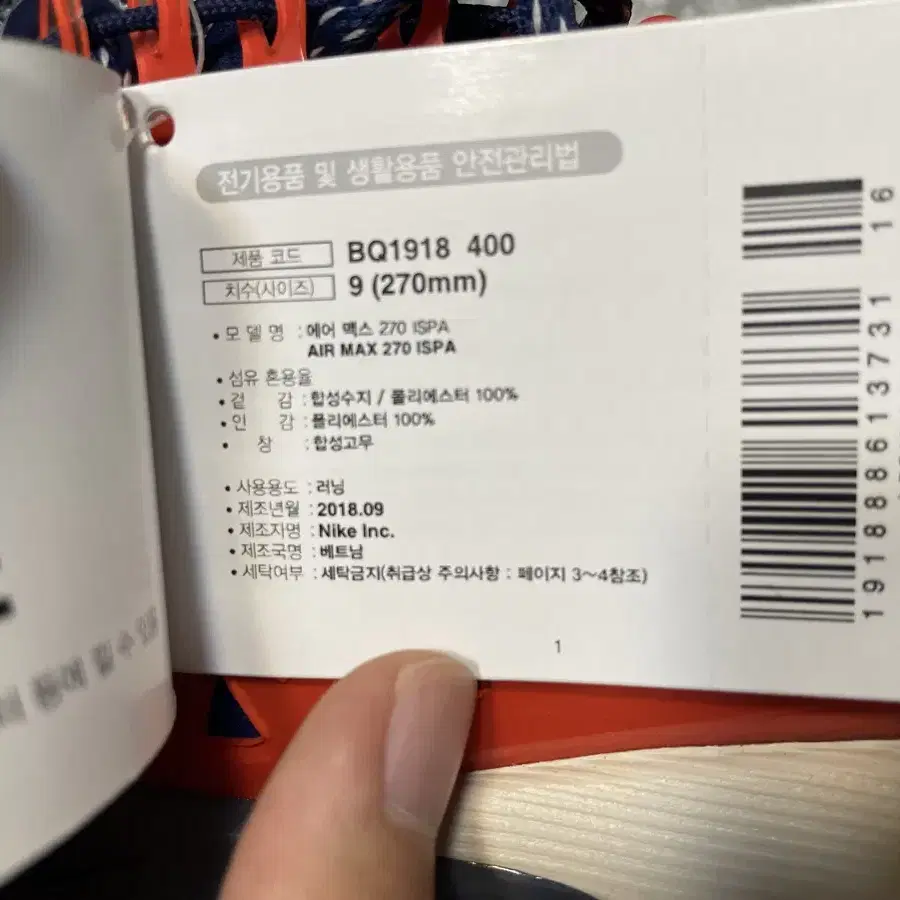 전기용품 및 생활용품 안전관리법
제품 코드 BQ1918 400
치수(사이즈) 9 (270mm)
• 모 델 명 : 에어 맥스 270 ISPA
AIR MAX 270 ISPA
• 섬유 혼용율
• 겉 감 : 합성수지 / 폴리에스터 100%
• 인 감 : 폴리에스터 100%
• 창 : 합성고무
• 사용용도 : 러닝
• 제조년월 : 2018.09
• 제조자명 : Nike Inc.
• 제조국명 : 베트남
• 세탁여부 : 세탁금지(취급상 주의사항 : 페이지 3~4참조)
1
191888613731
16